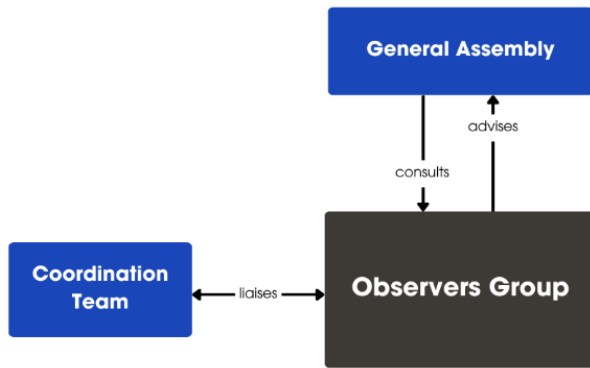 General Assembly
advises
consults
Observers Group
Coordination
Team
liaises